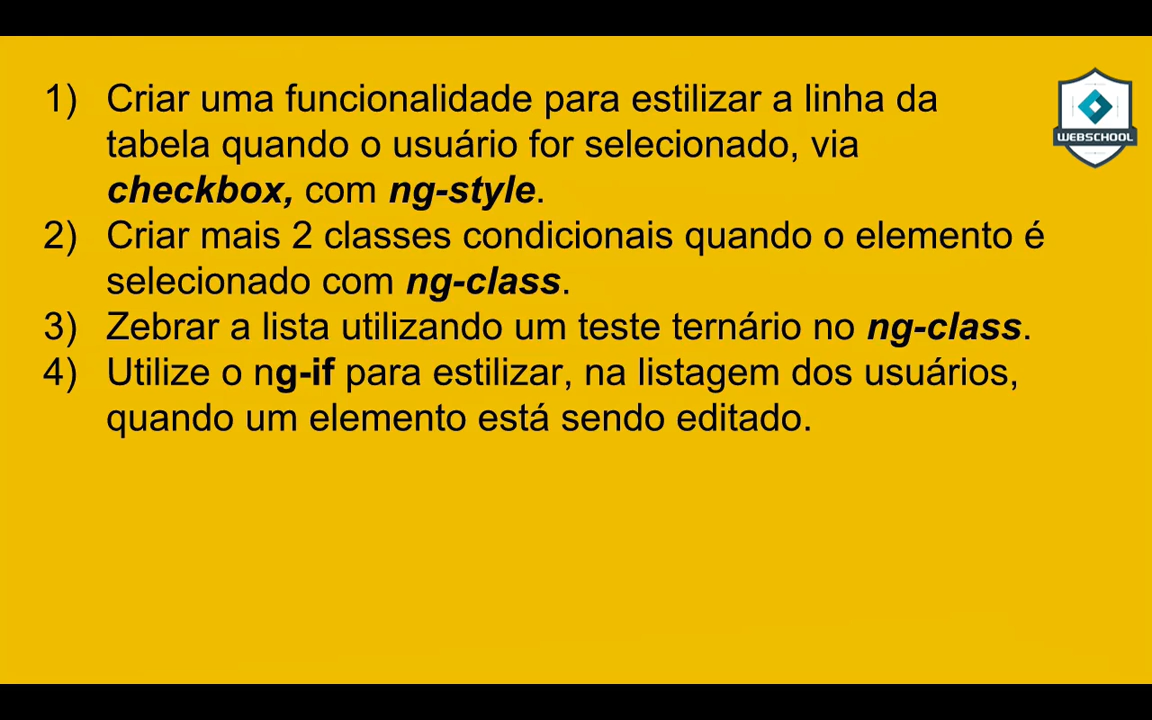 1) Criar uma funcionalidade para estilizar a linha da
tabela quando o usuário for selecionado, via
checkbox, com ng-style.
2) Criar mais 2 classes condicionais quando o elemento é
selecionado com ng-class.
3) Zebrar a lista utilizando um teste ternário no ng-class.
4) Utilize o ng-if para estilizar, na listagem dos usuários,
quando um elemento está sendo editado.
WEBSCHOOL